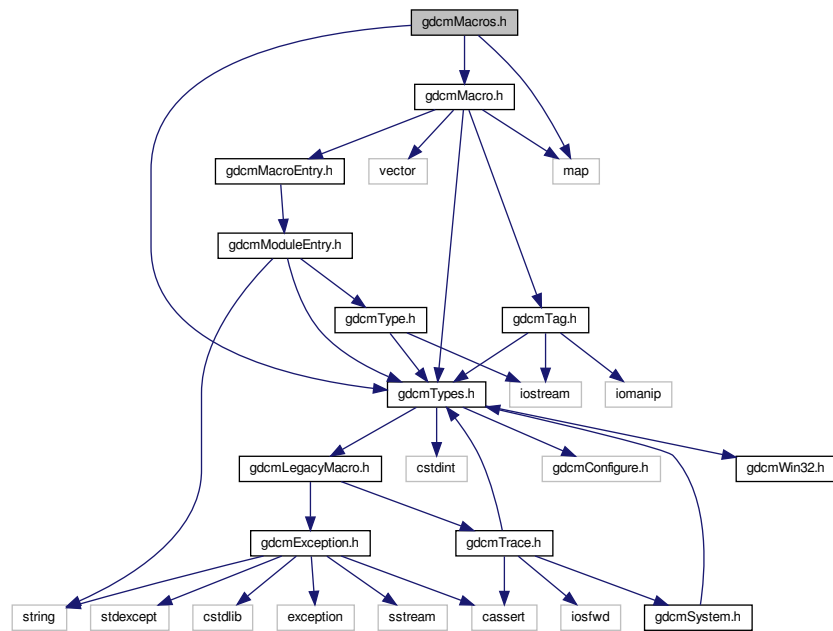 gdcmMacros.h
gdcmMacro.h
gdcmMacroEntry.h
vector
map
gdcmModuleEntry.h
gdcmType.h
gdcmTag.h
gdcmTypes.h
iostream
iomanip
gdcmLegacyMacro.h
cstdint
gdcmConfigure.h
gdcmWin32.h
gdcmException.h
gdcmTrace.h
string
stdexcept
cstdlib
exception
sstream
cassert
iosfwd
gdcmSystem.h